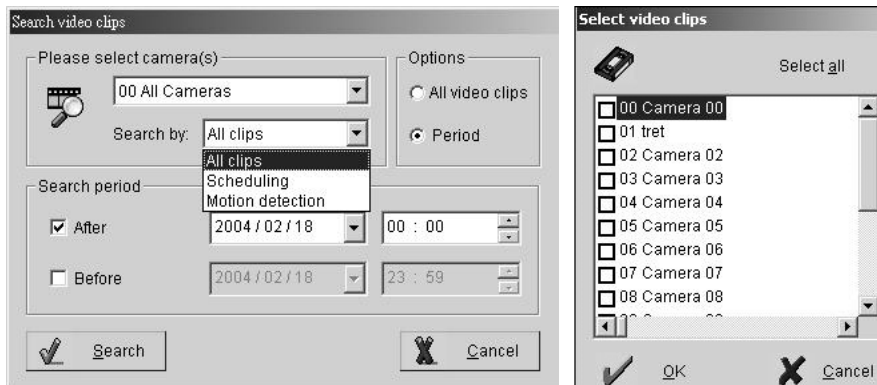 Search video clips
Please select camera(s)
00 All Cameras
Search by: All clips
All clips
Scheduling
Motion detection
Options
All video clips
Period
Search period
After 2004/02/18 00 : 00
Before 2004/02/18 23 : 59
Search Cancel
Select video clips
Select all
00 Camera 00
01 tret
02 Camera 02
03 Camera 03
04 Camera 04
05 Camera 05
06 Camera 06
07 Camera 07
08 Camera 08
OK Cancel